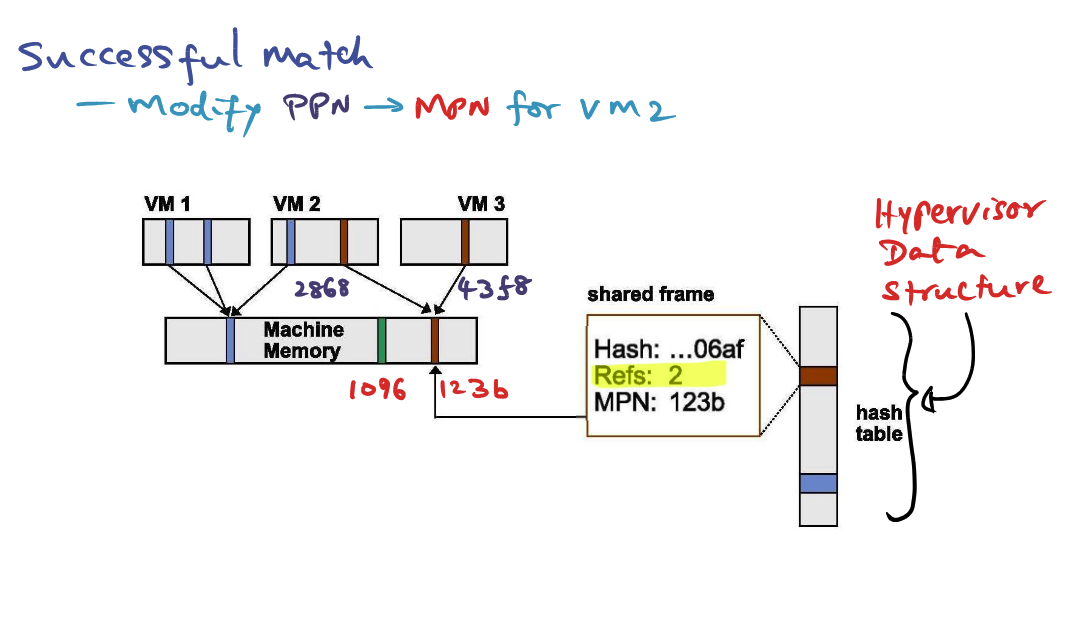 Successful match
– Modify PPN → MPN for VM2
VM 1
VM 2
VM 3
Hypervisor
Data
Structure
2868
43f8
shared frame
Machine
Memory
Hash: ...06af
Refs: 2
MPN: 123b
1096
123b
hash
table